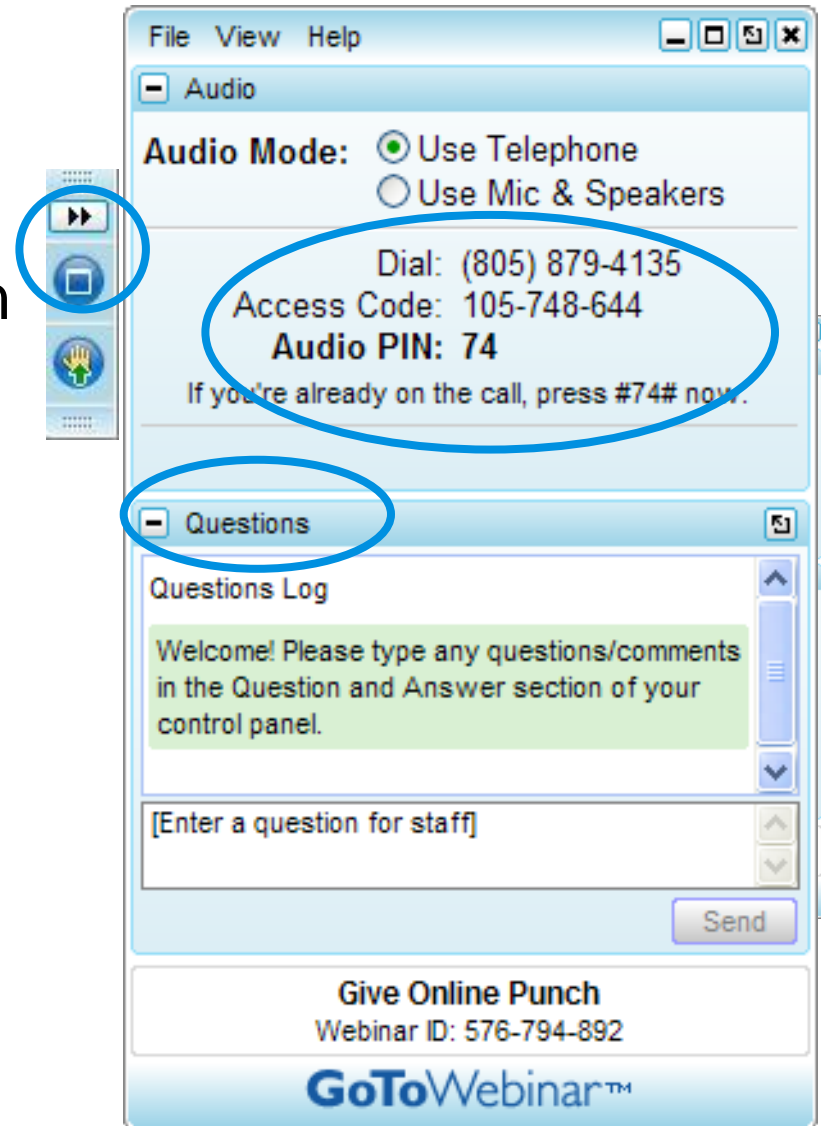 File View Help
Audio
Audio Mode: Use Telephone
Use Mic & Speakers
n
Dial: (805) 879-4135
Access Code: 105-748-644
Audio PIN: 74
If you're already on the call, press #74# now.
Questions
Questions Log
Welcome! Please type any questions/comments
in the Question and Answer section of your
control panel.
[Enter a question for staff]
Send
Give Online Punch
Webinar ID: 576-794-892
GoToWebinar™